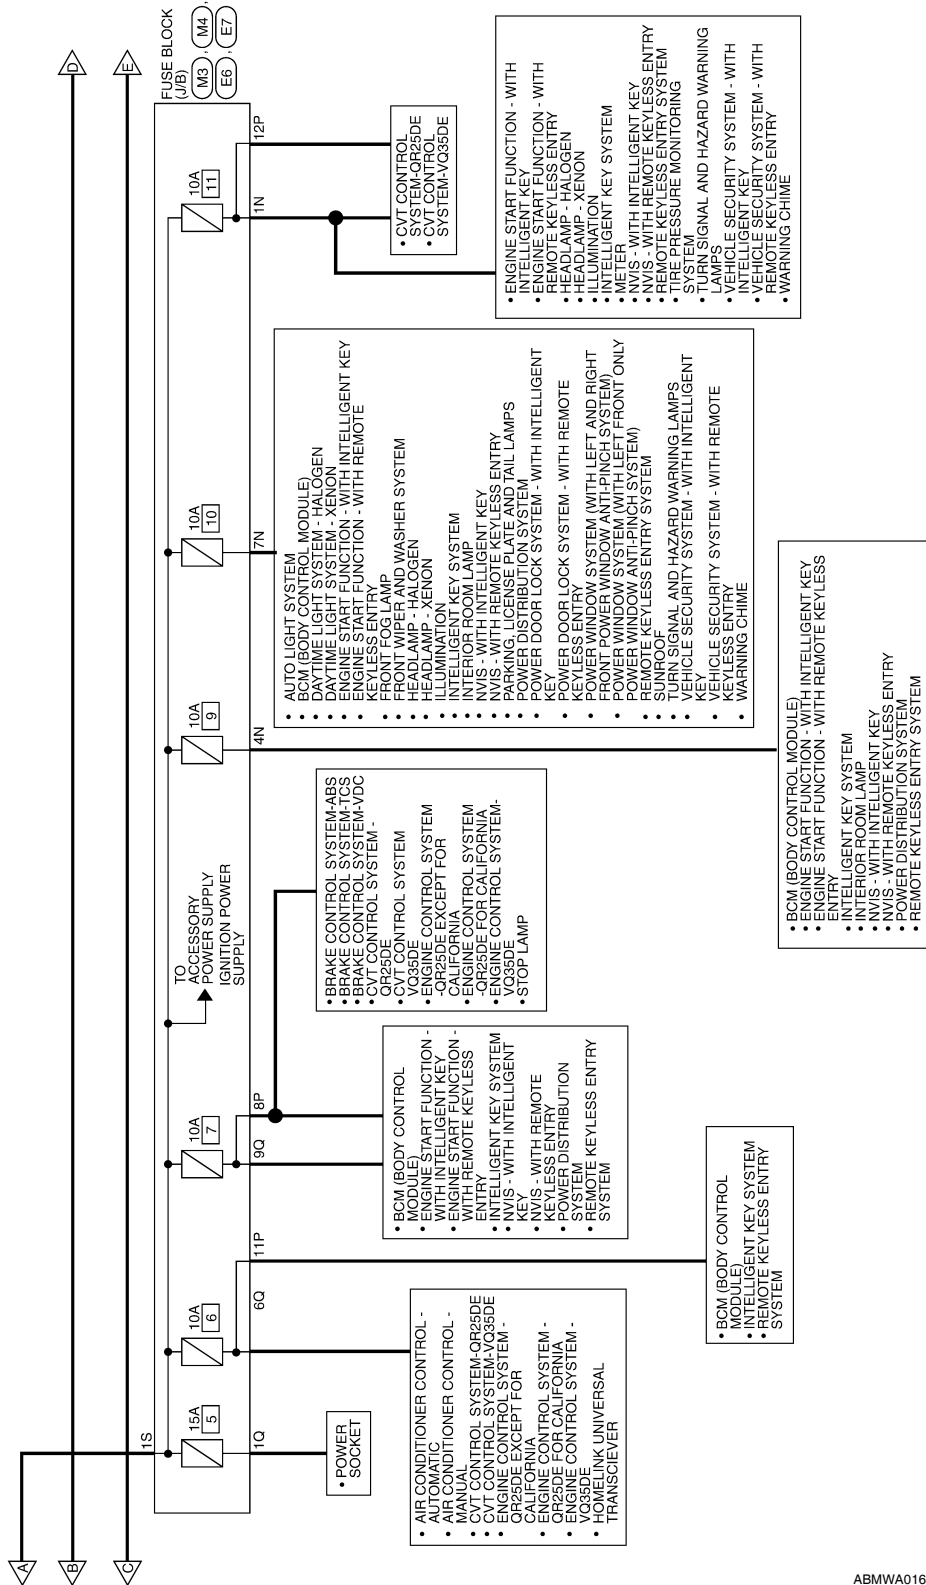 A
B
C
D
E
FUSE BLOCK
(J/B)
M3 , M4 ,
E6 , E7
1S
15A
5
1Q
10A
6
6Q
11P
10A
7
9Q
8P
TO
ACCESSORY
POWER SUPPLY
IGNITION POWER
SUPPLY
10A
9
4N
10A
10
7N
10A
11
1N
12P
• POWER
SOCKET
• AIR CONDITIONER CONTROL -
AUTOMATIC
• AIR CONDITIONER CONTROL -
MANUAL
• CVT CONTROL SYSTEM-QR25DE
• CVT CONTROL SYSTEM-VQ35DE
• ENGINE CONTROL SYSTEM -
QR25DE EXCEPT FOR
CALIFORNIA
• ENGINE CONTROL SYSTEM -
QR25DE FOR CALIFORNIA
• ENGINE CONTROL SYSTEM -
VQ35DE
• HOMELINK UNIVERSAL
TRANSCIEVER
• BCM (BODY CONTROL
MODULE)
• INTELLIGENT KEY SYSTEM
• REMOTE KEYLESS ENTRY
SYSTEM
• BCM (BODY CONTROL
MODULE)
• ENGINE START FUNCTION -
WITH INTELLIGENT KEY
• ENGINE START FUNCTION -
WITH REMOTE KEYLESS
ENTRY
• INTELLIGENT KEY SYSTEM
• NVIS - WITH INTELLIGENT
KEY
• NVIS - WITH REMOTE
KEYLESS ENTRY
• POWER DISTRIBUTION
SYSTEM
• REMOTE KEYLESS ENTRY
SYSTEM
• BRAKE CONTROL SYSTEM-ABS
• BRAKE CONTROL SYSTEM-TCS
• BRAKE CONTROL SYSTEM-VDC
• CVT CONTROL SYSTEM -
QR25DE
• CVT CONTROL SYSTEM
VQ35DE
• ENGINE CONTROL SYSTEM
-QR25DE EXCEPT FOR
CALIFORNIA
• ENGINE CONTROL SYSTEM
-QR25DE FOR CALIFORNIA
• ENGINE CONTROL SYSTEM-
VQ35DE
• STOP LAMP
• BCM (BODY CONTROL MODULE)
• ENGINE START FUNCTION - WITH INTELLIGENT KEY
• ENGINE START FUNCTION - WITH REMOTE KEYLESS
ENTRY
• INTELLIGENT KEY SYSTEM
• INTERIOR ROOM LAMP
• NVIS - WITH INTELLIGENT KEY
• NVIS - WITH REMOTE KEYLESS ENTRY
• POWER DISTRIBUTION SYSTEM
• REMOTE KEYLESS ENTRY SYSTEM
• AUTO LIGHT SYSTEM
• BCM (BODY CONTROL MODULE)
• DAYTIME LIGHT SYSTEM - HALOGEN
• DAYTIME LIGHT SYSTEM - XENON
• ENGINE START FUNCTION - WITH INTELLIGENT KEY
• ENGINE START FUNCTION - WITH REMOTE
KEYLESS ENTRY
• FRONT FOG LAMP
• FRONT WIPER AND WASHER SYSTEM
• HEADLAMP - HALOGEN
• HEADLAMP - XENON
• ILLUMINATION
• INTELLIGENT KEY SYSTEM
• INTERIOR ROOM LAMP
• NVIS - WITH INTELLIGENT KEY
• NVIS - WITH REMOTE KEYLESS ENTRY
• PARKING, LICENSE PLATE AND TAIL LAMPS
• POWER DISTRIBUTION SYSTEM
• POWER DOOR LOCK SYSTEM - WITH INTELLIGENT
KEY
• POWER DOOR LOCK SYSTEM - WITH REMOTE
KEYLESS ENTRY
• POWER WINDOW SYSTEM (WITH LEFT AND RIGHT
FRONT POWER WINDOW ANTI-PINCH SYSTEM)
• POWER WINDOW SYSTEM (WITH LEFT FRONT ONLY
POWER WINDOW ANTI-PINCH SYSTEM)
• REMOTE KEYLESS ENTRY SYSTEM
• SUNROOF
• TURN SIGNAL AND HAZARD WARNING LAMPS
• VEHICLE SECURITY SYSTEM - WITH INTELLIGENT
KEY
• VEHICLE SECURITY SYSTEM - WITH REMOTE
KEYLESS ENTRY
• WARNING CHIME
• CVT CONTROL
SYSTEM-QR25DE
• CVT CONTROL
SYSTEM-VQ35DE
• ENGINE START FUNCTION - WITH
INTELLIGENT KEY
• ENGINE START FUNCTION - WITH
REMOTE KEYLESS ENTRY
• HEADLAMP - HALOGEN
• HEADLAMP - XENON
• ILLUMINATION
• INTELLIGENT KEY SYSTEM
• METER
• NVIS - WITH INTELLIGENT KEY
• NVIS - WITH REMOTE KEYLESS ENTRY
• REMOTE KEYLESS ENTRY SYSTEM
• TIRE PRESSURE MONITORING
SYSTEM
• TURN SIGNAL AND HAZARD WARNING
LAMPS
• VEHICLE SECURITY SYSTEM - WITH
INTELLIGENT KEY
• VEHICLE SECURITY SYSTEM - WITH
REMOTE KEYLESS ENTRY
• WARNING CHIME
ABMWA016